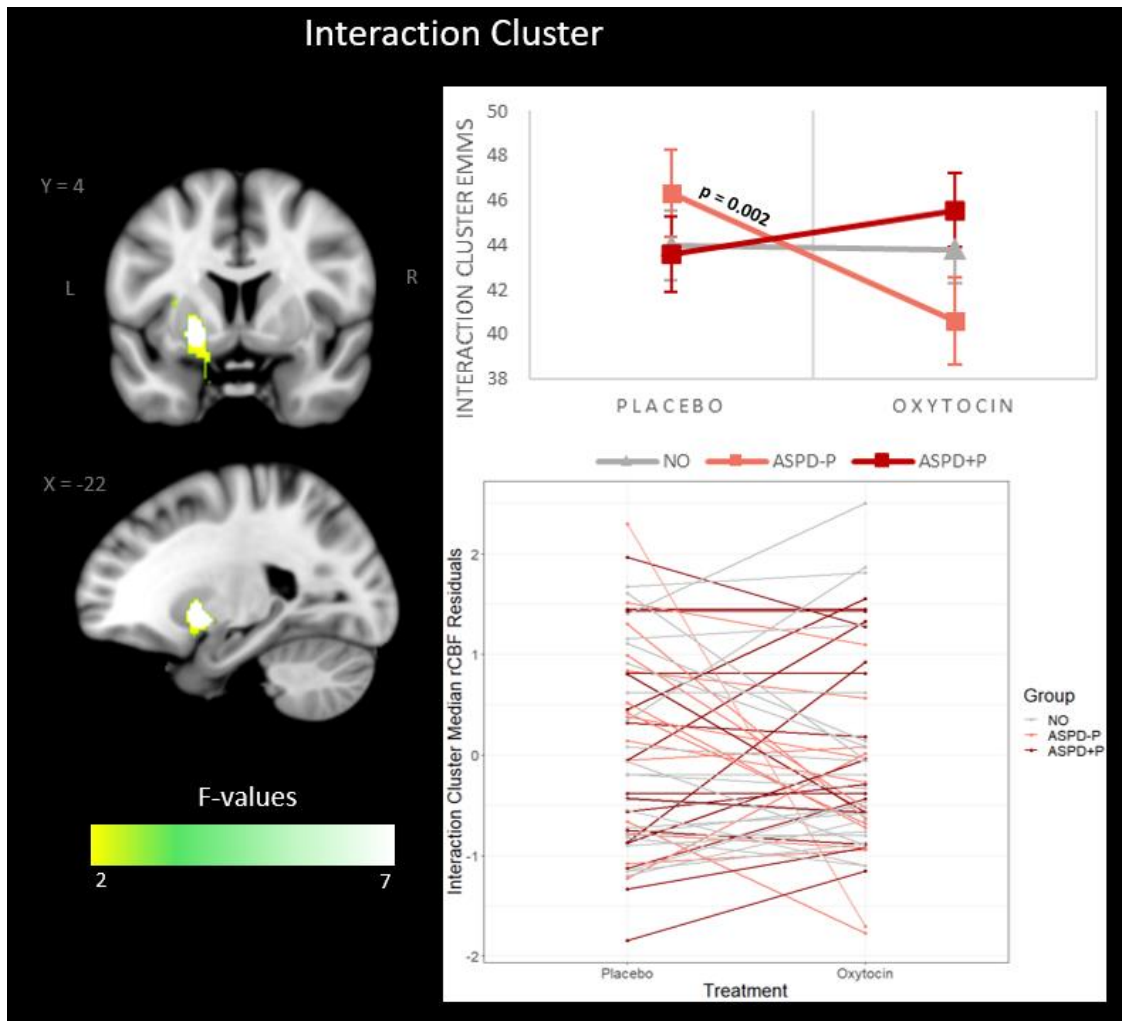 Interaction Cluster
Y = 4
L
R
X = -22
F-values
2
7
INTERACTION CLUSTER EMMS
50
48
46
44
42
40
38
p = 0.002
PLACEBO
OXYTOCIN
NO
ASPD-P
ASPD+P
Interaction Cluster Median rCBF Residuals
2
1
0
-1
-2
Placebo
Oxytocin
Treatment
Group
NO
ASPD-P
ASPD+P